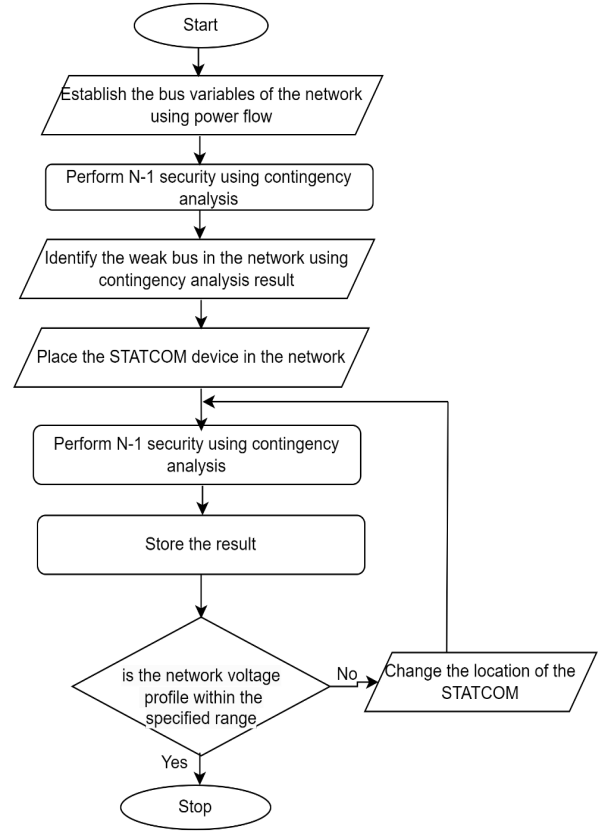 Start
Establish the bus variables of the network
using power flow
Perform N-1 security using contingency
analysis
Identify the weak bus in the network using
contingency analysis result
Place the STATCOM device in the network
Perform N-1 security using contingency
analysis
Store the result
is the network voltage
profile within the
specified range
No
Change the location of the
STATCOM
Yes
Stop